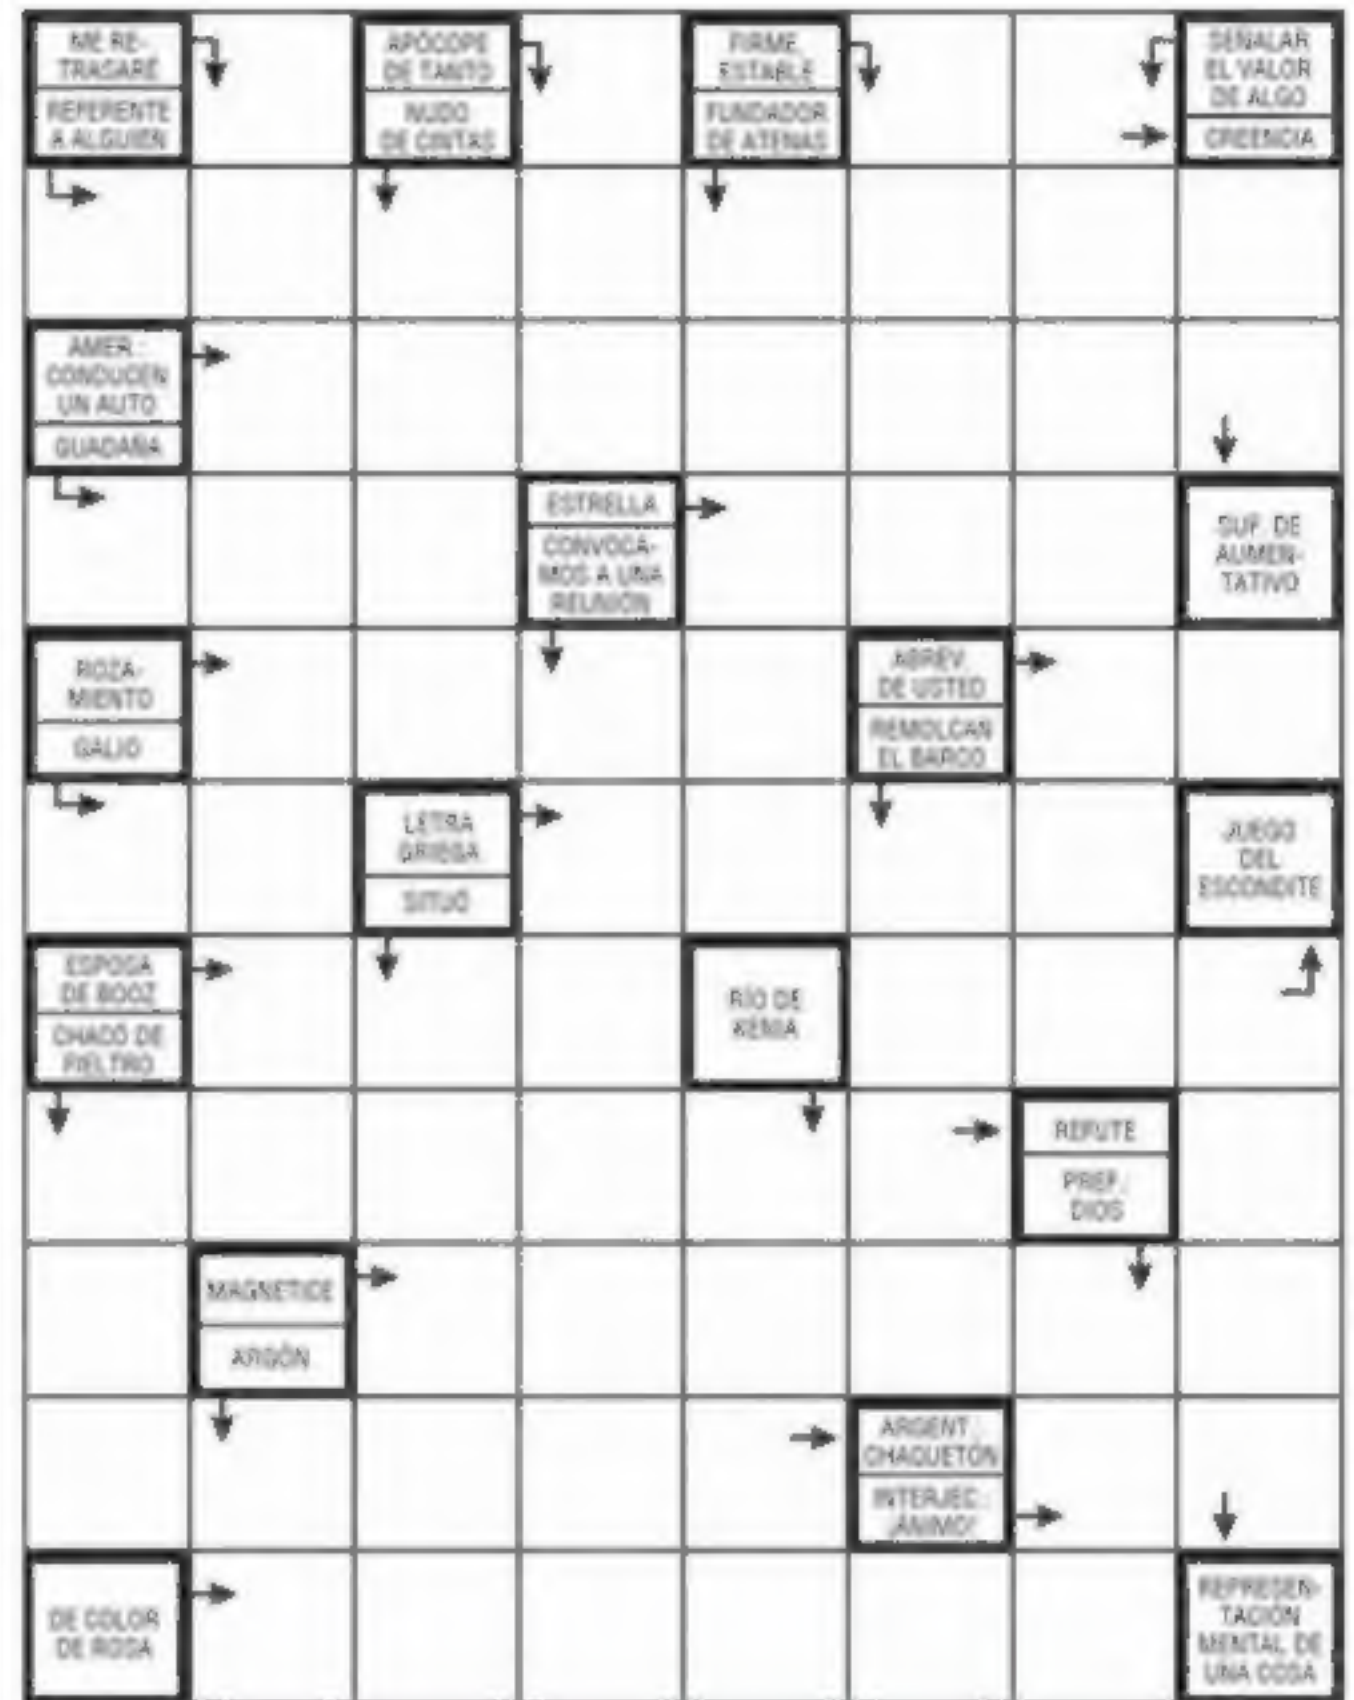 ME RE-
TRASARÉ
REFERENTE
A ALGUIEN
APÓCOPE
DE TANTO
NUDO
DE CINTAS
FIRME,
ESTABLE
FUNDADOR
DE ATENAS
SEÑALAR
EL VALOR
DE ALGO
CREENCIA
AMER.:
CONDUCEN
UN AUTO
GUADAÑA
ESTRELLA
CONVOCA-
MOS A UNA
REUNIÓN
SUF. DE
AUMEN-
TATIVO
ROZA-
MIENTO
GALIO
ABREV.
DE USTED
REMOLCAN
EL BARCO
LETRA
GRIEGA
SITUÓ
JUEGO
DEL
ESCONDITE
ESPOSA
DE BOOZ
CHACÓ DE
FIELTRO
RÍO DE
KENIA
REFUTE
PREF.:
DIOS
MAGNETICE
ARGÓN
ARGENT.:
CHAQUETÓN
INTERJEC.:
¡ÁNIMO!
DE COLOR
DE ROSA
REPRESEN-
TACIÓN
MENTAL DE
UNA COSA